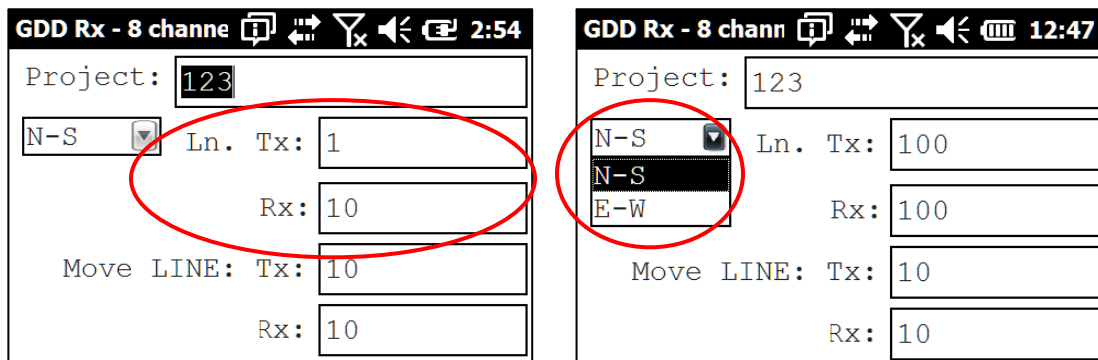 GDD Rx - 8 channe 2:54
Project: 123
N-S Ln. Tx: 1
Rx: 10
Move LINE: Tx: 10
Rx: 10
GDD Rx - 8 chann 12:47
Project: 123
N-S Ln. Tx: 100
N-S
E-W Rx: 100
Move LINE: Tx: 10
Rx: 10